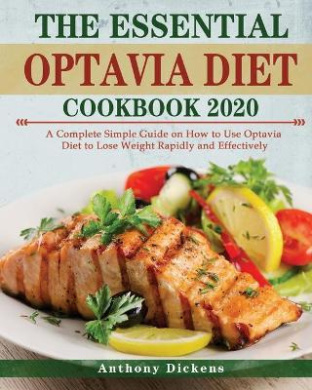 THE ESSENTIAL
OPTAVIA DIET
COOKBOOK 2020
A Complete Simple Guide on How to Use Optavia
Diet to Lose Weight Rapidly and Effectively
Anthony Dickens